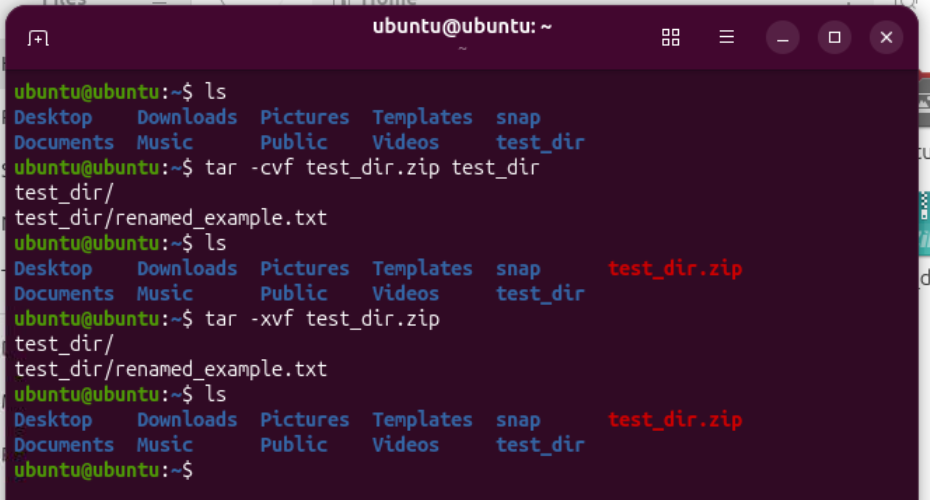 Files Home
ubuntu@ubuntu: ~
~
ubuntu@ubuntu:~$ ls
Desktop Downloads Pictures Templates snap
Documents Music Public Videos test_dir
ubuntu@ubuntu:~$ tar -cvf test_dir.zip test_dir
test_dir/
test_dir/renamed_example.txt
ubuntu@ubuntu:~$ ls
Desktop Downloads Pictures Templates snap test_dir.zip
Documents Music Public Videos test_dir
ubuntu@ubuntu:~$ tar -xvf test_dir.zip
test_dir/
test_dir/renamed_example.txt
ubuntu@ubuntu:~$ ls
Desktop Downloads Pictures Templates snap test_dir.zip
Documents Music Public Videos test_dir
ubuntu@ubuntu:~$